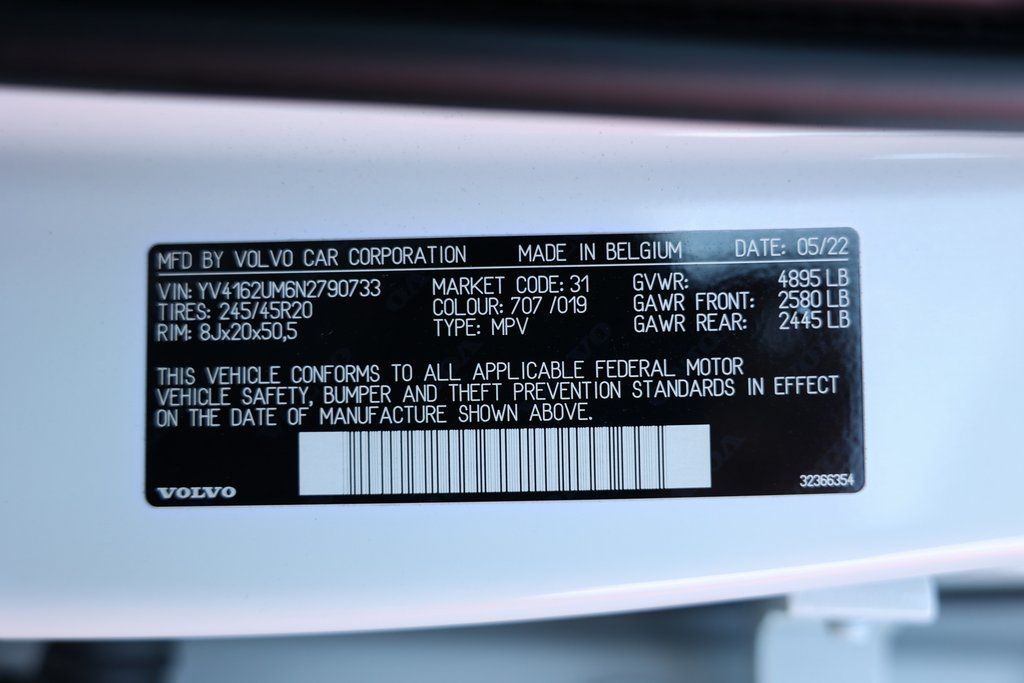 MFD BY VOLVO CAR CORPORATION MADE IN BELGIUM DATE: 05/22
VIN: YV4162UM6N2790733 MARKET CODE: 31 GVWR: 4895 LB
TIRES: 245/45R20 COLOUR: 707 /019 GAWR FRONT: 2580 LB
RIM: 8Jx20x50,5 TYPE: MPV GAWR REAR: 2445 LB
THIS VEHICLE CONFORMS TO ALL APPLICABLE FEDERAL MOTOR
VEHICLE SAFETY, BUMPER AND THEFT PREVENTION STANDARDS IN EFFECT
ON THE DATE OF MANUFACTURE SHOWN ABOVE.
VOLVO 32366354